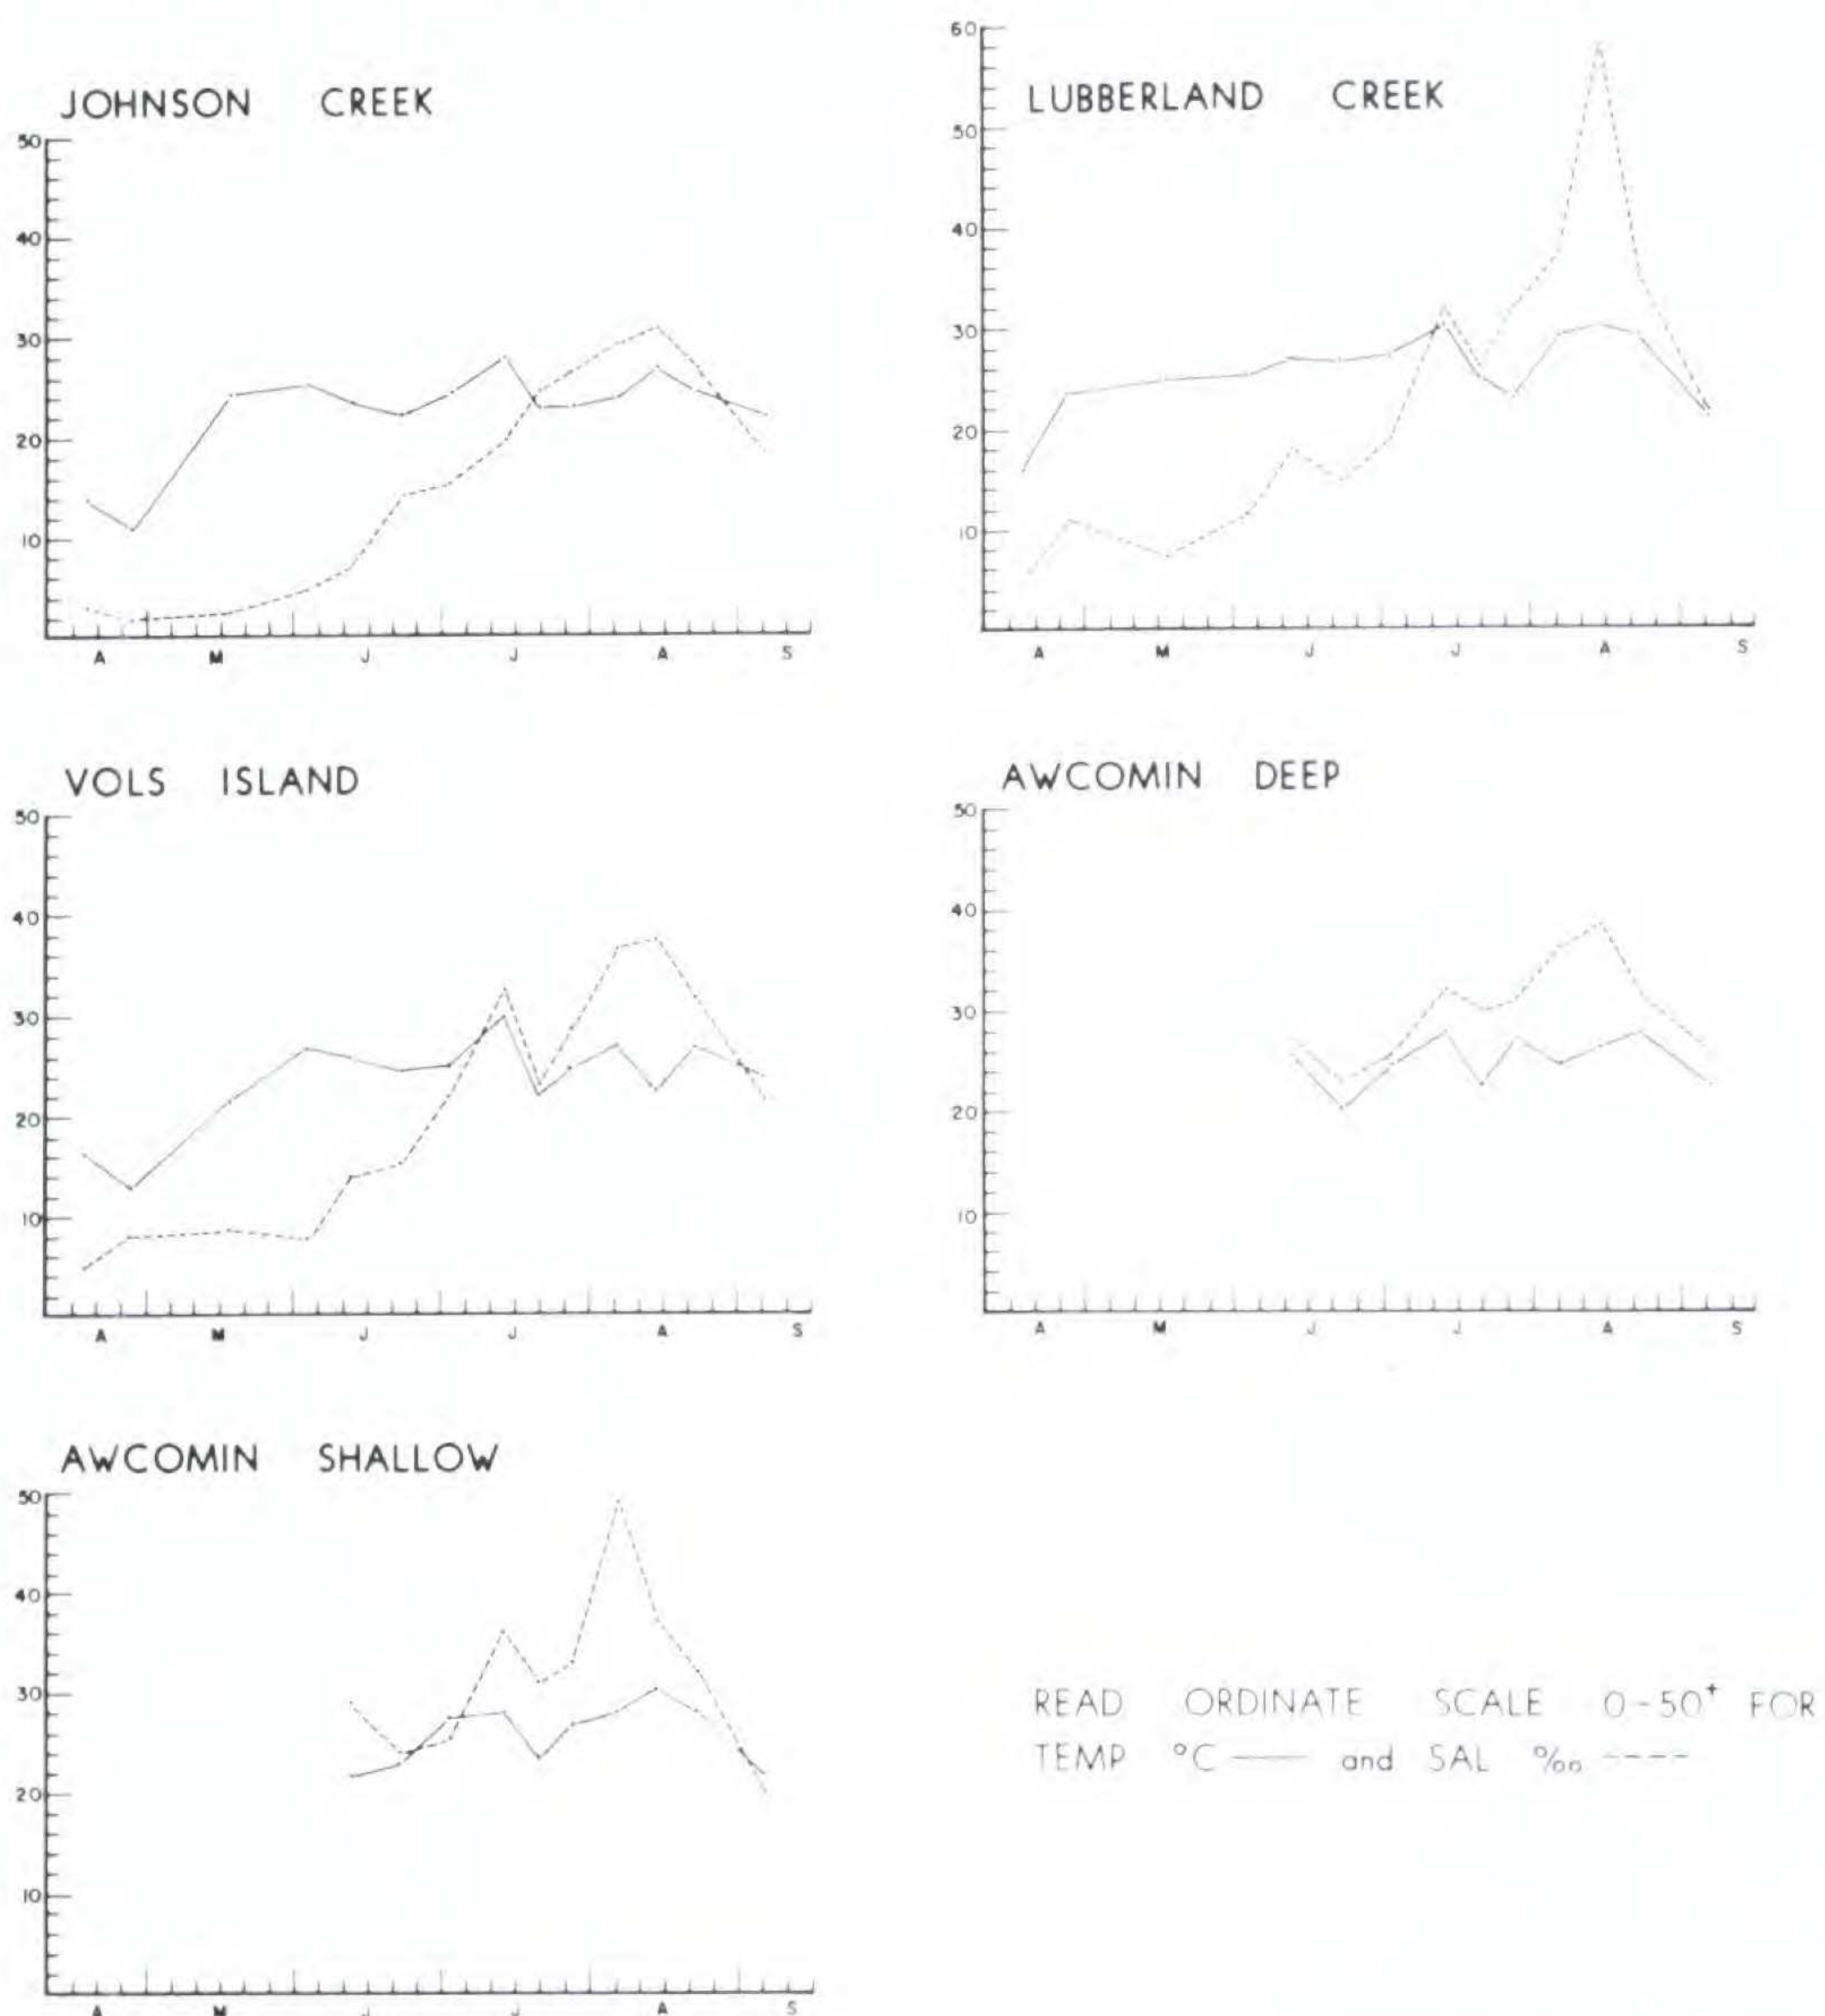 JOHNSON CREEK
50
40
30
20
10
A M J J A S
LUBBERLAND CREEK
60
50
40
30
20
10
A M J J A S
VOLS ISLAND
50
40
30
20
10
A M J J A S
AWCOMIN DEEP
50
40
30
20
10
A M J J A S
AWCOMIN SHALLOW
50
40
30
20
10
A M J J A S
READ ORDINATE SCALE 0-50⁺ FOR
TEMP °C —— and SAL ‰ ----